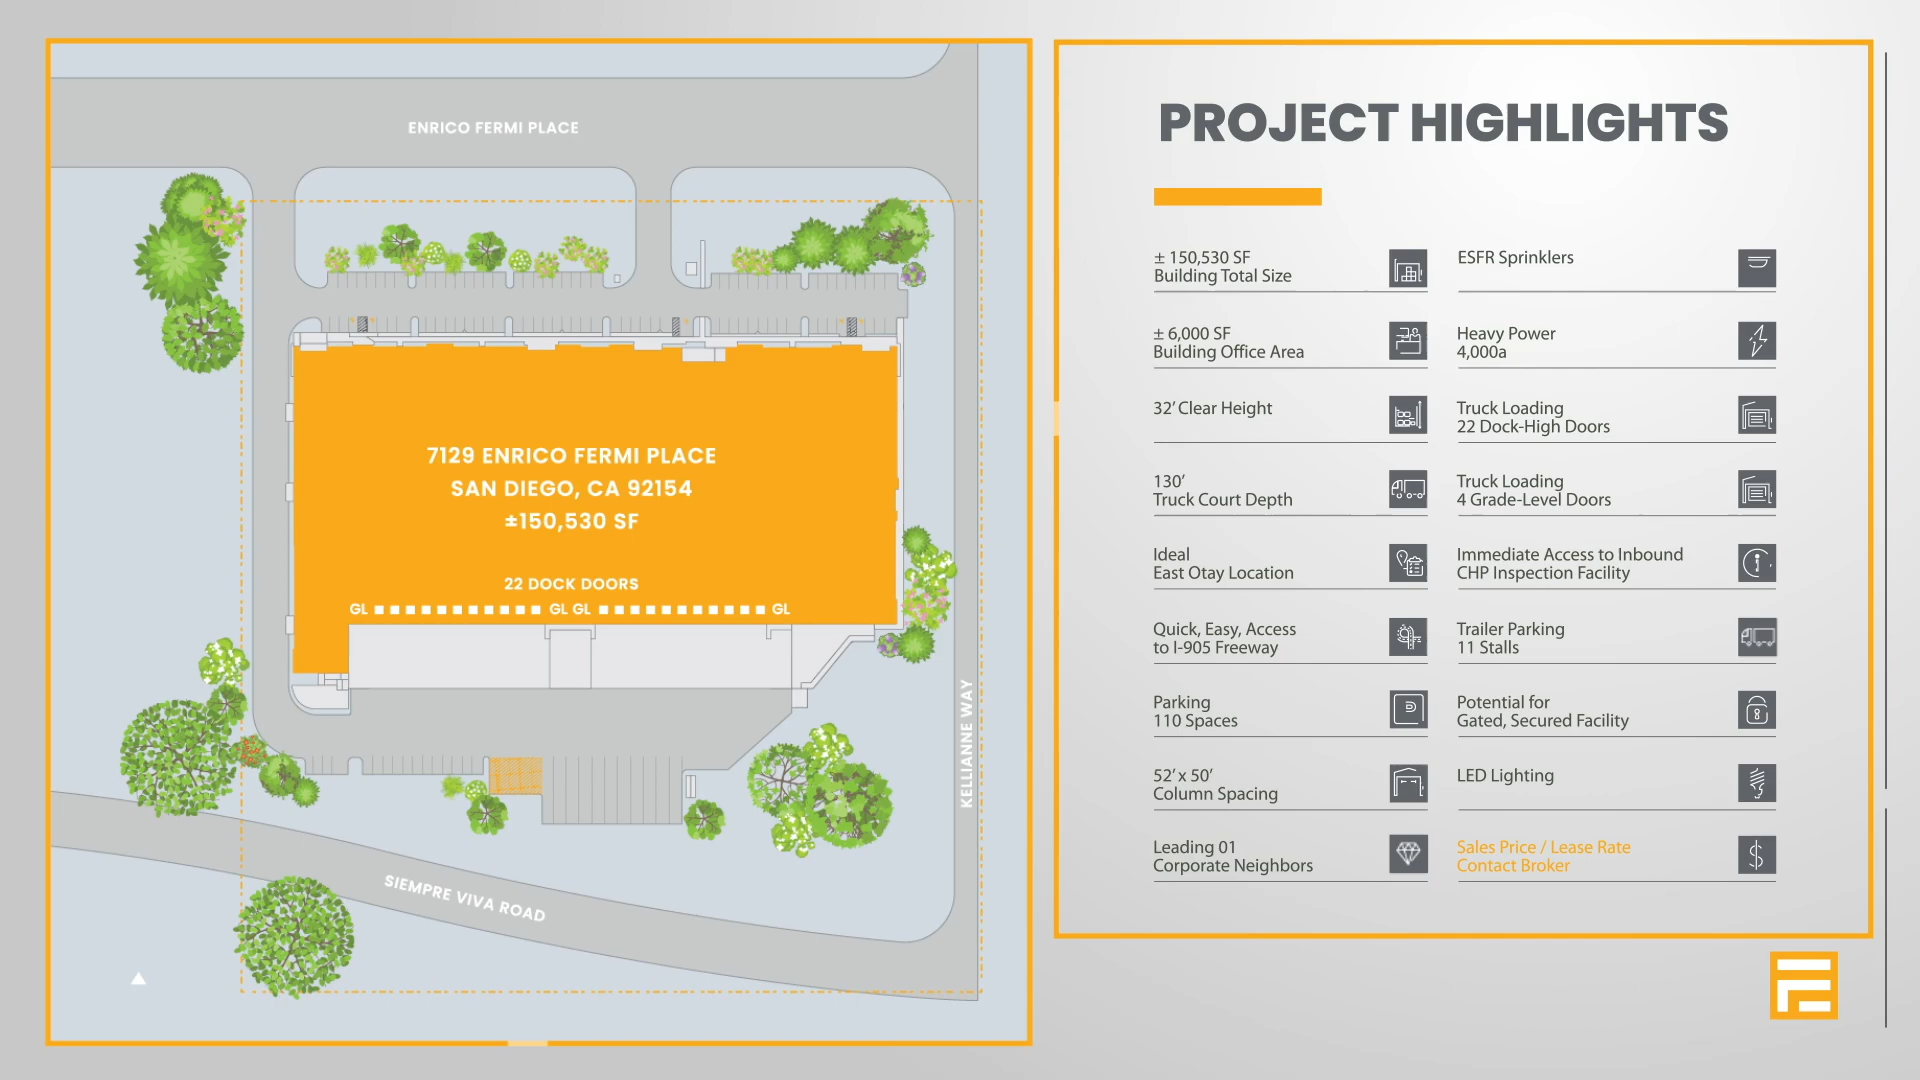 ENRICO FERMI PLACE
7129 ENRICO FERMI PLACE
SAN DIEGO, CA 92154
±150,530 SF
22 DOCK DOORS
GL GL GL GL
KELLIANNE WAY
SIEMPRE VIVA ROAD
PROJECT HIGHLIGHTS
± 150,530 SF
Building Total Size
± 6,000 SF
Building Office Area
32’ Clear Height
130’
Truck Court Depth
Ideal
East Otay Location
Quick, Easy, Access
to I-905 Freeway
Parking
110 Spaces
52’ x 50’
Column Spacing
Leading 01
Corporate Neighbors
ESFR Sprinklers
Heavy Power
4,000a
Truck Loading
22 Dock-High Doors
Truck Loading
4 Grade-Level Doors
Immediate Access to Inbound
CHP Inspection Facility
Trailer Parking
11 Stalls
Potential for
Gated, Secured Facility
LED Lighting
Sales Price / Lease Rate
Contact Broker